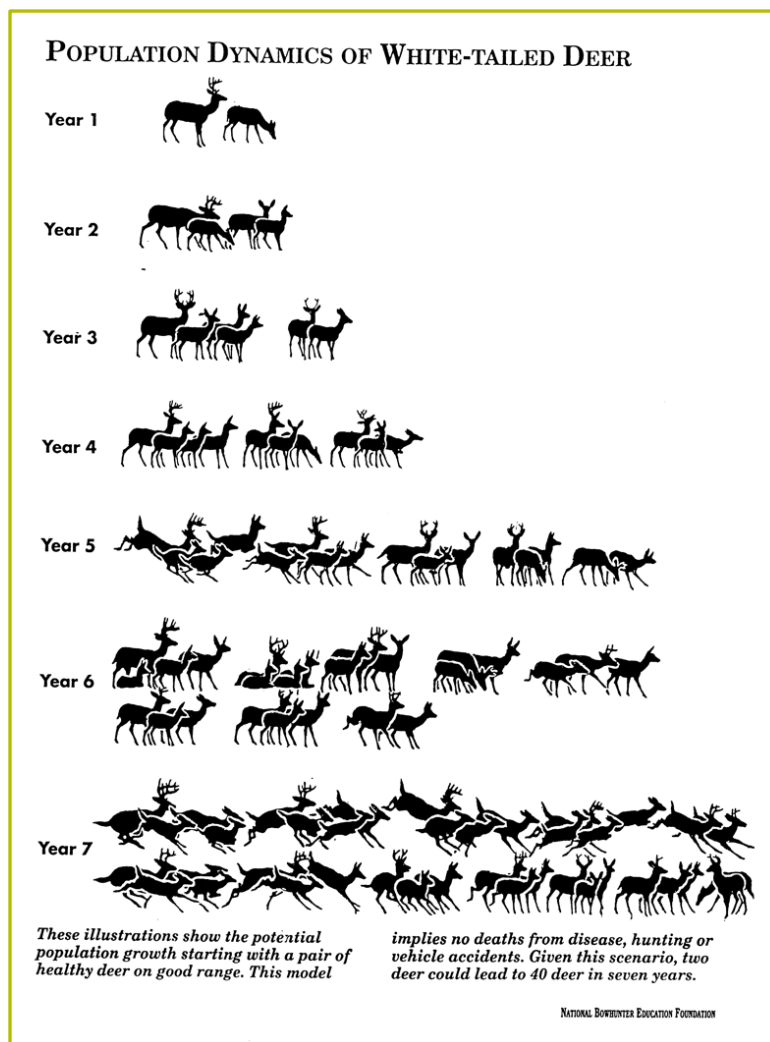 POPULATION DYNAMICS OF WHITE-TAILED DEER
Year 1
Year 2
Year 3
Year 4
Year 5
Year 6
Year 7
These illustrations show the potential
population growth starting with a pair of
healthy deer on good range. This model
implies no deaths from disease, hunting or
vehicle accidents. Given this scenario, two
deer could lead to 40 deer in seven years.
NATIONAL BOWHUNTER EDUCATION FOUNDATION